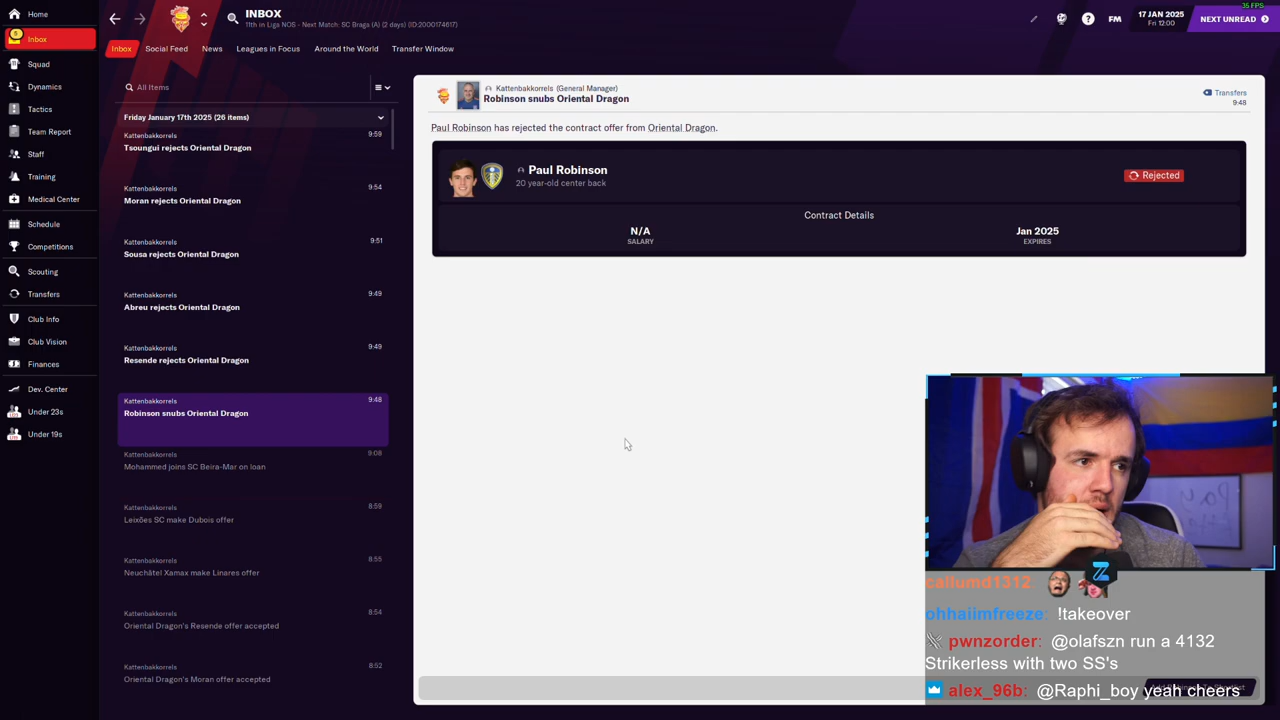 Home
Inbox
5
Squad
Dynamics
Tactics
Team Report
Staff
Training
Medical Center
Schedule
Competitions
Scouting
Transfers
Club Info
Club Vision
Finances
Dev. Center
Under 23s
Under 19s
INBOX
11th in Liga NOS - Next Match: SC Braga (A) (2 days) (ID:2000174617)
35 FPS
FM
17 JAN 2025
Fri 12:00
NEXT UNREAD
Inbox
Social Feed
News
Leagues in Focus
Around the World
Transfer Window
All Items
Friday January 17th 2025 (26 items)
Kattenbakkorrels 9:59
Tsoungui rejects Oriental Dragon
Kattenbakkorrels 9:54
Moran rejects Oriental Dragon
Kattenbakkorrels 9:51
Sousa rejects Oriental Dragon
Kattenbakkorrels 9:49
Abreu rejects Oriental Dragon
Kattenbakkorrels 9:49
Resende rejects Oriental Dragon
Kattenbakkorrels 9:48
Robinson snubs Oriental Dragon
Kattenbakkorrels 9:08
Mohammed joins SC Beira-Mar on loan
Kattenbakkorrels 8:59
Leixões SC make Dubois offer
Kattenbakkorrels 8:55
Neuchâtel Xamax make Linares offer
Kattenbakkorrels 8:54
Oriental Dragon's Resende offer accepted
Kattenbakkorrels 8:52
Oriental Dragon's Moran offer accepted
Kattenbakkorrels (General Manager)
Robinson snubs Oriental Dragon
Transfers
9:48
Paul Robinson has rejected the contract offer from Oriental Dragon.
Paul Robinson
20 year-old center back
Rejected
Contract Details
N/A
SALARY
Jan 2025
EXPIRES
callumd1312:
ohhaiimfreeze: !takeover
pwnzorder: @olafszn run a 4132
Strikerless with two SS's
alex_96b: @Raphi_boy yeah cheers